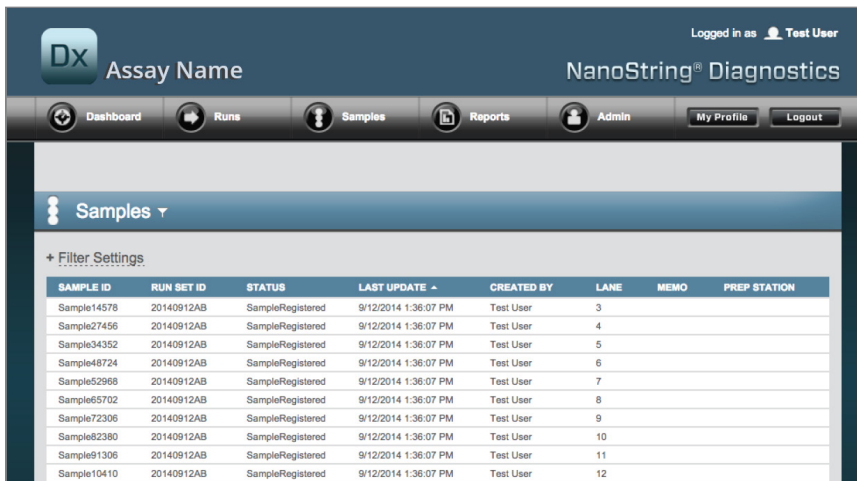 Logged in as Test User
Dx Assay Name
NanoString® Diagnostics
Dashboard Runs Samples Reports Admin My Profile Logout
Samples
+ Filter Settings
SAMPLE ID RUN SET ID STATUS LAST UPDATE CREATED BY LANE MEMO PREP STATION
Sample14578 20140912AB SampleRegistered 9/12/2014 1:36:07 PM Test User 3
Sample27456 20140912AB SampleRegistered 9/12/2014 1:36:07 PM Test User 4
Sample34352 20140912AB SampleRegistered 9/12/2014 1:36:07 PM Test User 5
Sample48724 20140912AB SampleRegistered 9/12/2014 1:36:07 PM Test User 6
Sample52968 20140912AB SampleRegistered 9/12/2014 1:36:07 PM Test User 7
Sample65702 20140912AB SampleRegistered 9/12/2014 1:36:07 PM Test User 8
Sample72306 20140912AB SampleRegistered 9/12/2014 1:36:07 PM Test User 9
Sample82380 20140912AB SampleRegistered 9/12/2014 1:36:07 PM Test User 10
Sample91306 20140912AB SampleRegistered 9/12/2014 1:36:07 PM Test User 11
Sample10410 20140912AB SampleRegistered 9/12/2014 1:36:07 PM Test User 12